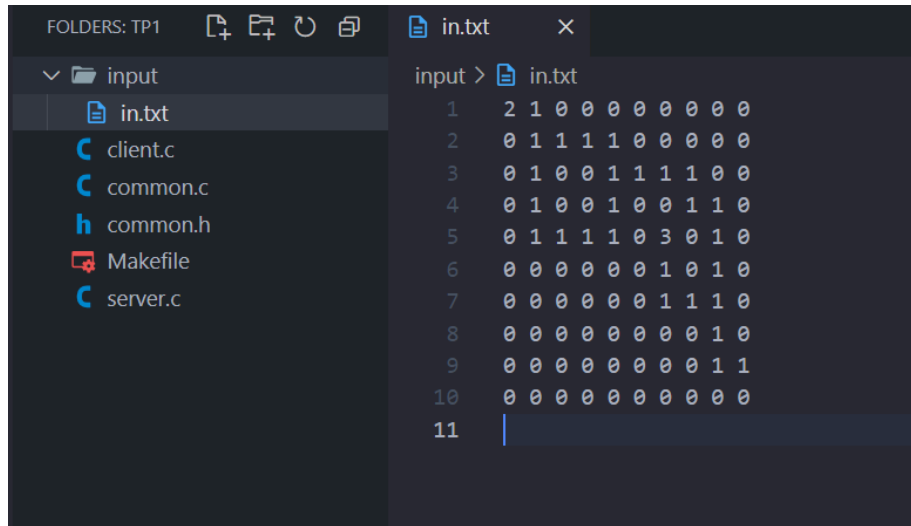 FOLDERS: TP1
input
in.txt
client.c
common.c
common.h
Makefile
server.c
in.txt
input > in.txt
1 2 1 0 0 0 0 0 0 0 0
2 0 1 1 1 1 0 0 0 0 0
3 0 1 0 0 1 1 1 1 0 0
4 0 1 0 0 1 0 0 1 1 0
5 0 1 1 1 1 0 3 0 1 0
6 0 0 0 0 0 0 1 0 1 0
7 0 0 0 0 0 0 1 1 1 0
8 0 0 0 0 0 0 0 0 1 0
9 0 0 0 0 0 0 0 0 1 1
10 0 0 0 0 0 0 0 0 0 0
11